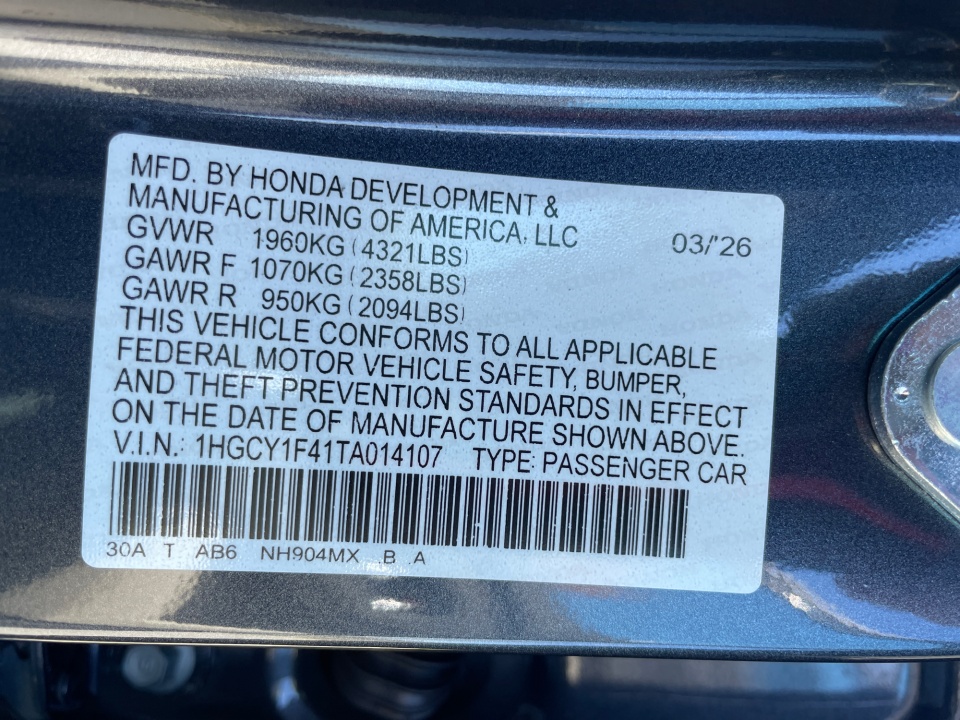 MFD. BY HONDA DEVELOPMENT &
MANUFACTURING OF AMERICA, LLC
GVWR 1960KG (4321LBS) 03/'26
GAWR F 1070KG (2358LBS)
GAWR R 950KG (2094LBS)
THIS VEHICLE CONFORMS TO ALL APPLICABLE
FEDERAL MOTOR VEHICLE SAFETY, BUMPER,
AND THEFT PREVENTION STANDARDS IN EFFECT
ON THE DATE OF MANUFACTURE SHOWN ABOVE.
V.I.N.: 1HGCY1F41TA014107 TYPE: PASSENGER CAR
30A T AB6 NH904MX B A